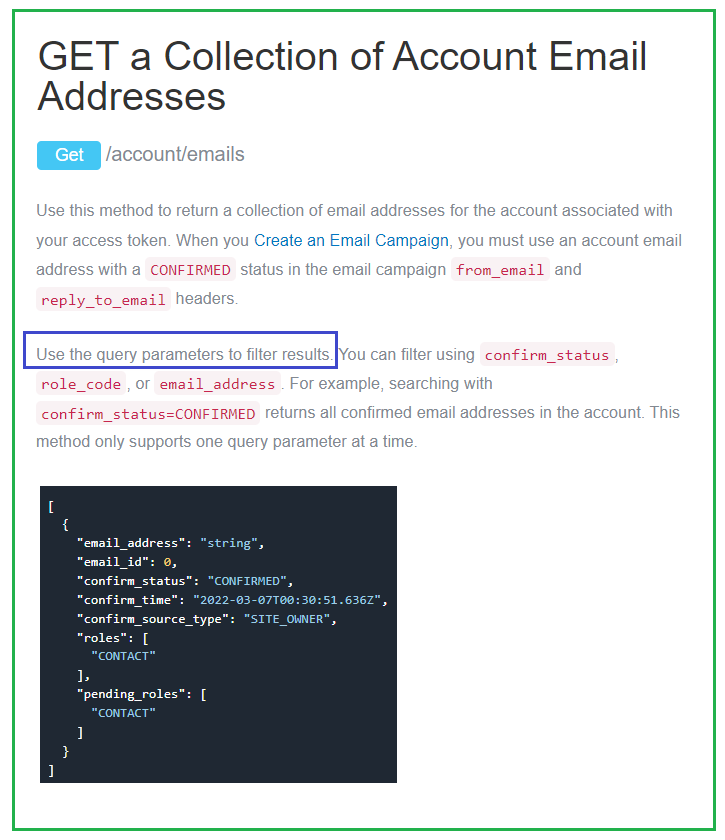 GET a Collection of Account Email
Addresses
Get /account/emails
Use this method to return a collection of email addresses for the account associated with
your access token. When you Create an Email Campaign, you must use an account email
address with a CONFIRMED status in the email campaign from_email and
reply_to_email headers.
Use the query parameters to filter results. You can filter using confirm_status,
role_code, or email_address. For example, searching with
confirm_status=CONFIRMED returns all confirmed email addresses in the account. This
method only supports one query parameter at a time.
[
  {
    "email_address": "string",
    "email_id": 0,
    "confirm_status": "CONFIRMED",
    "confirm_time": "2022-03-07T00:30:51.636Z",
    "confirm_source_type": "SITE_OWNER",
    "roles": [
      "CONTACT"
    ],
    "pending_roles": [
      "CONTACT"
    ]
  }
]